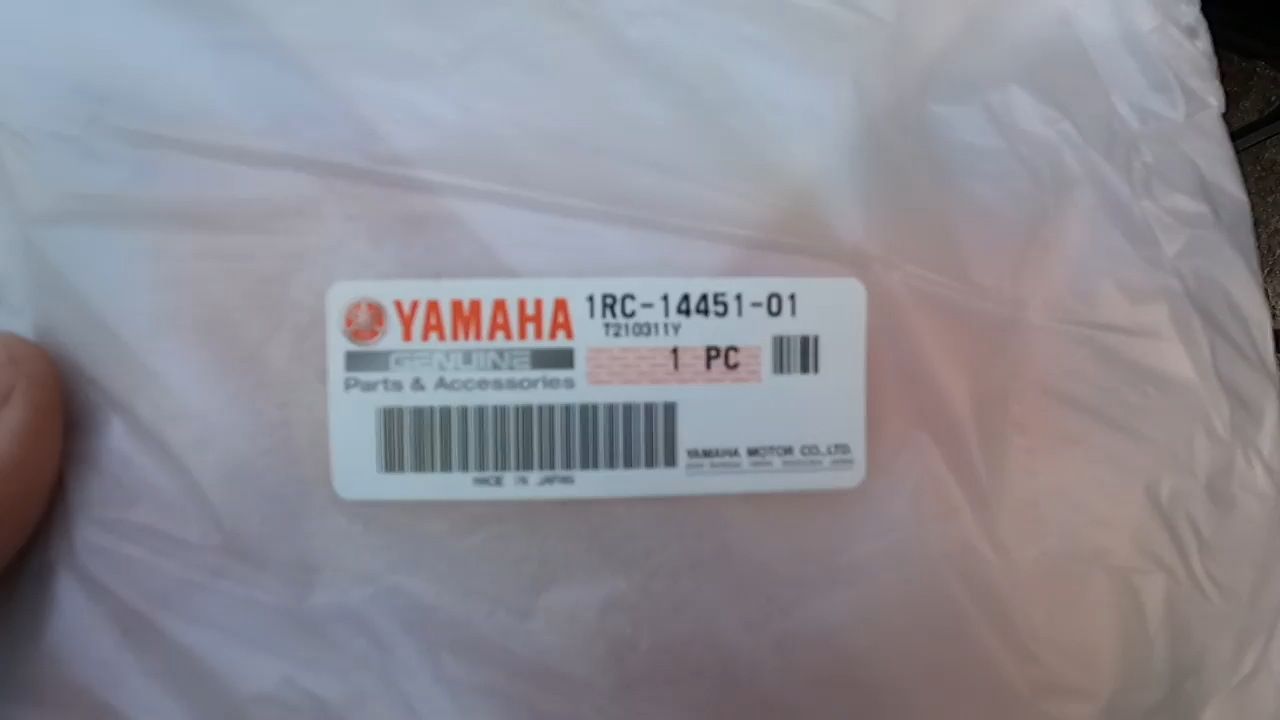 YAMAHA
GENUINE
Parts & Accessories
1RC-14451-01
T210311Y
1 PC
MADE IN JAPAN
YAMAHA MOTOR CO.,LTD.